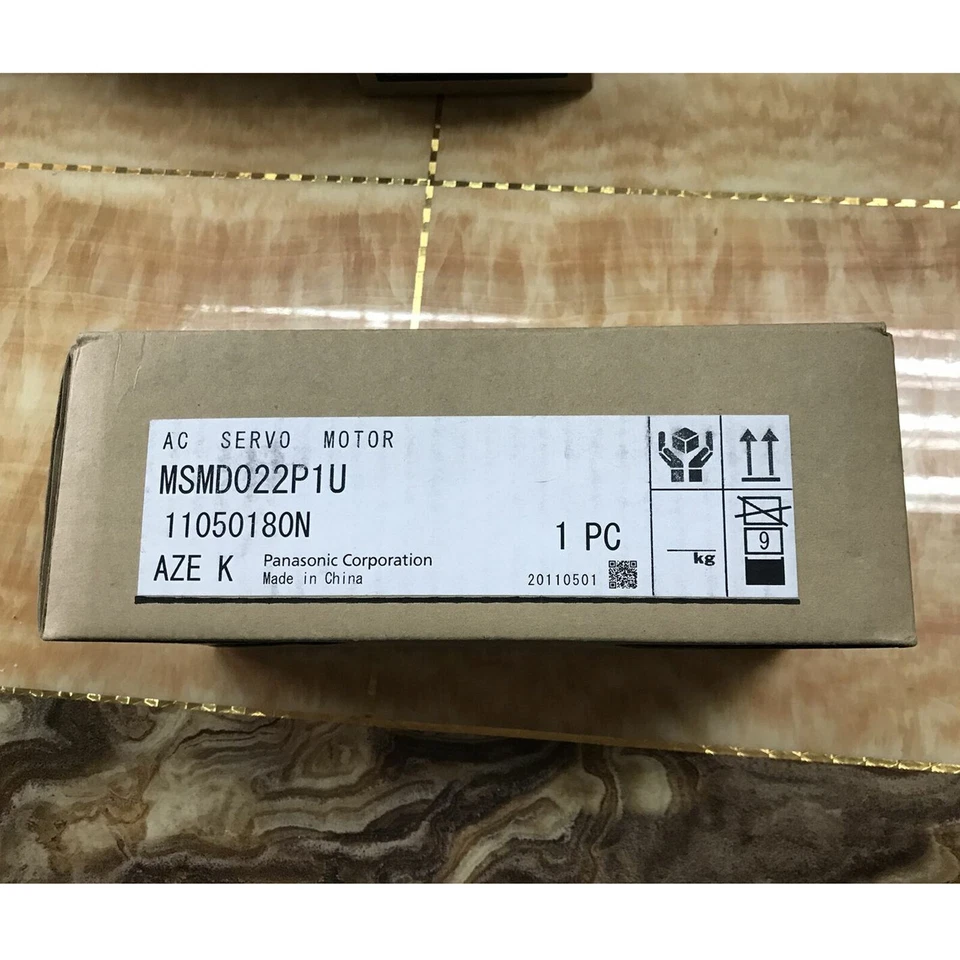 AC SERVO MOTOR
MSMD022P1U
11050180N
1 PC
AZE K
Panasonic Corporation
Made in China
20110501
kg
9